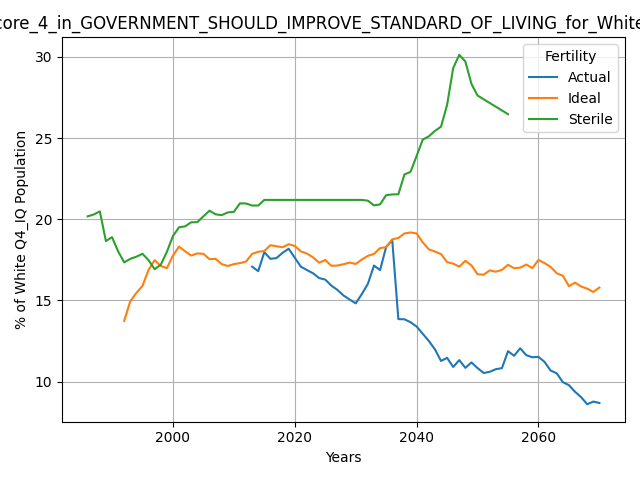 core_4_in_GOVERNMENT_SHOULD_IMPROVE_STANDARD_OF_LIVING_for_White
Fertility
Actual
Ideal
Sterile
% of White Q4_IQ Population
30
25
20
15
10
2000
2020
2040
2060
Years